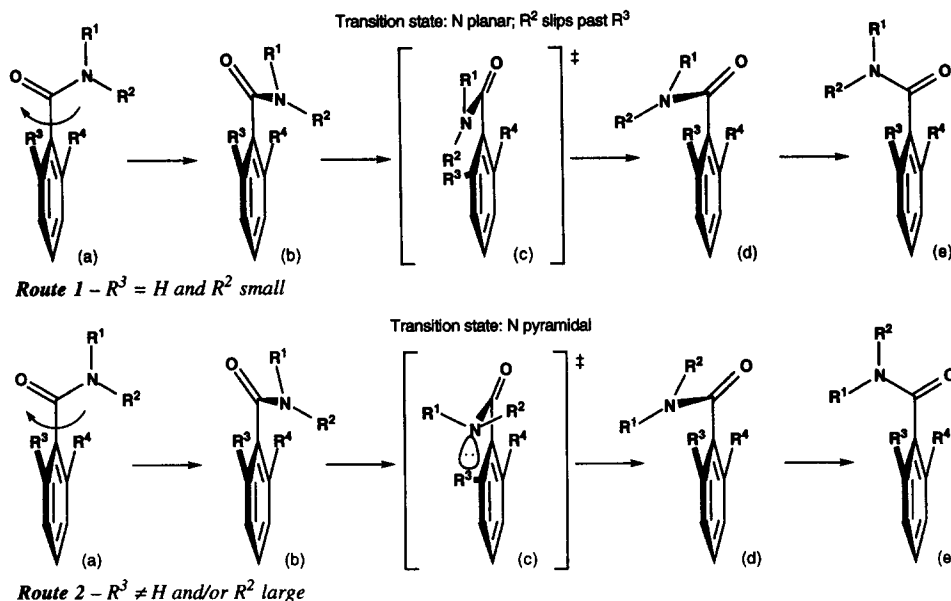 Transition state: N planar; R² slips past R³
R¹ R¹ ‡ R¹ R¹
O N O N O N O N O
R² R² R¹ N R² R²
R³ R⁴ R³ R⁴ R² R⁴ R³ R⁴ R³ R⁴
R³
(a) (b) (c) (d) (e)
Route 1 – R³ = H and R² small
Transition state: N pyramidal
R¹ R¹ ‡ R² R²
O N O N O N O N O
R² R² R¹ N R² R¹ R¹
R³ R⁴ R³ R⁴ R⁴ R³ R⁴ R³ R⁴
R³
(a) (b) (c) (d) (e)
Route 2 – R³ ≠ H and/or R² large